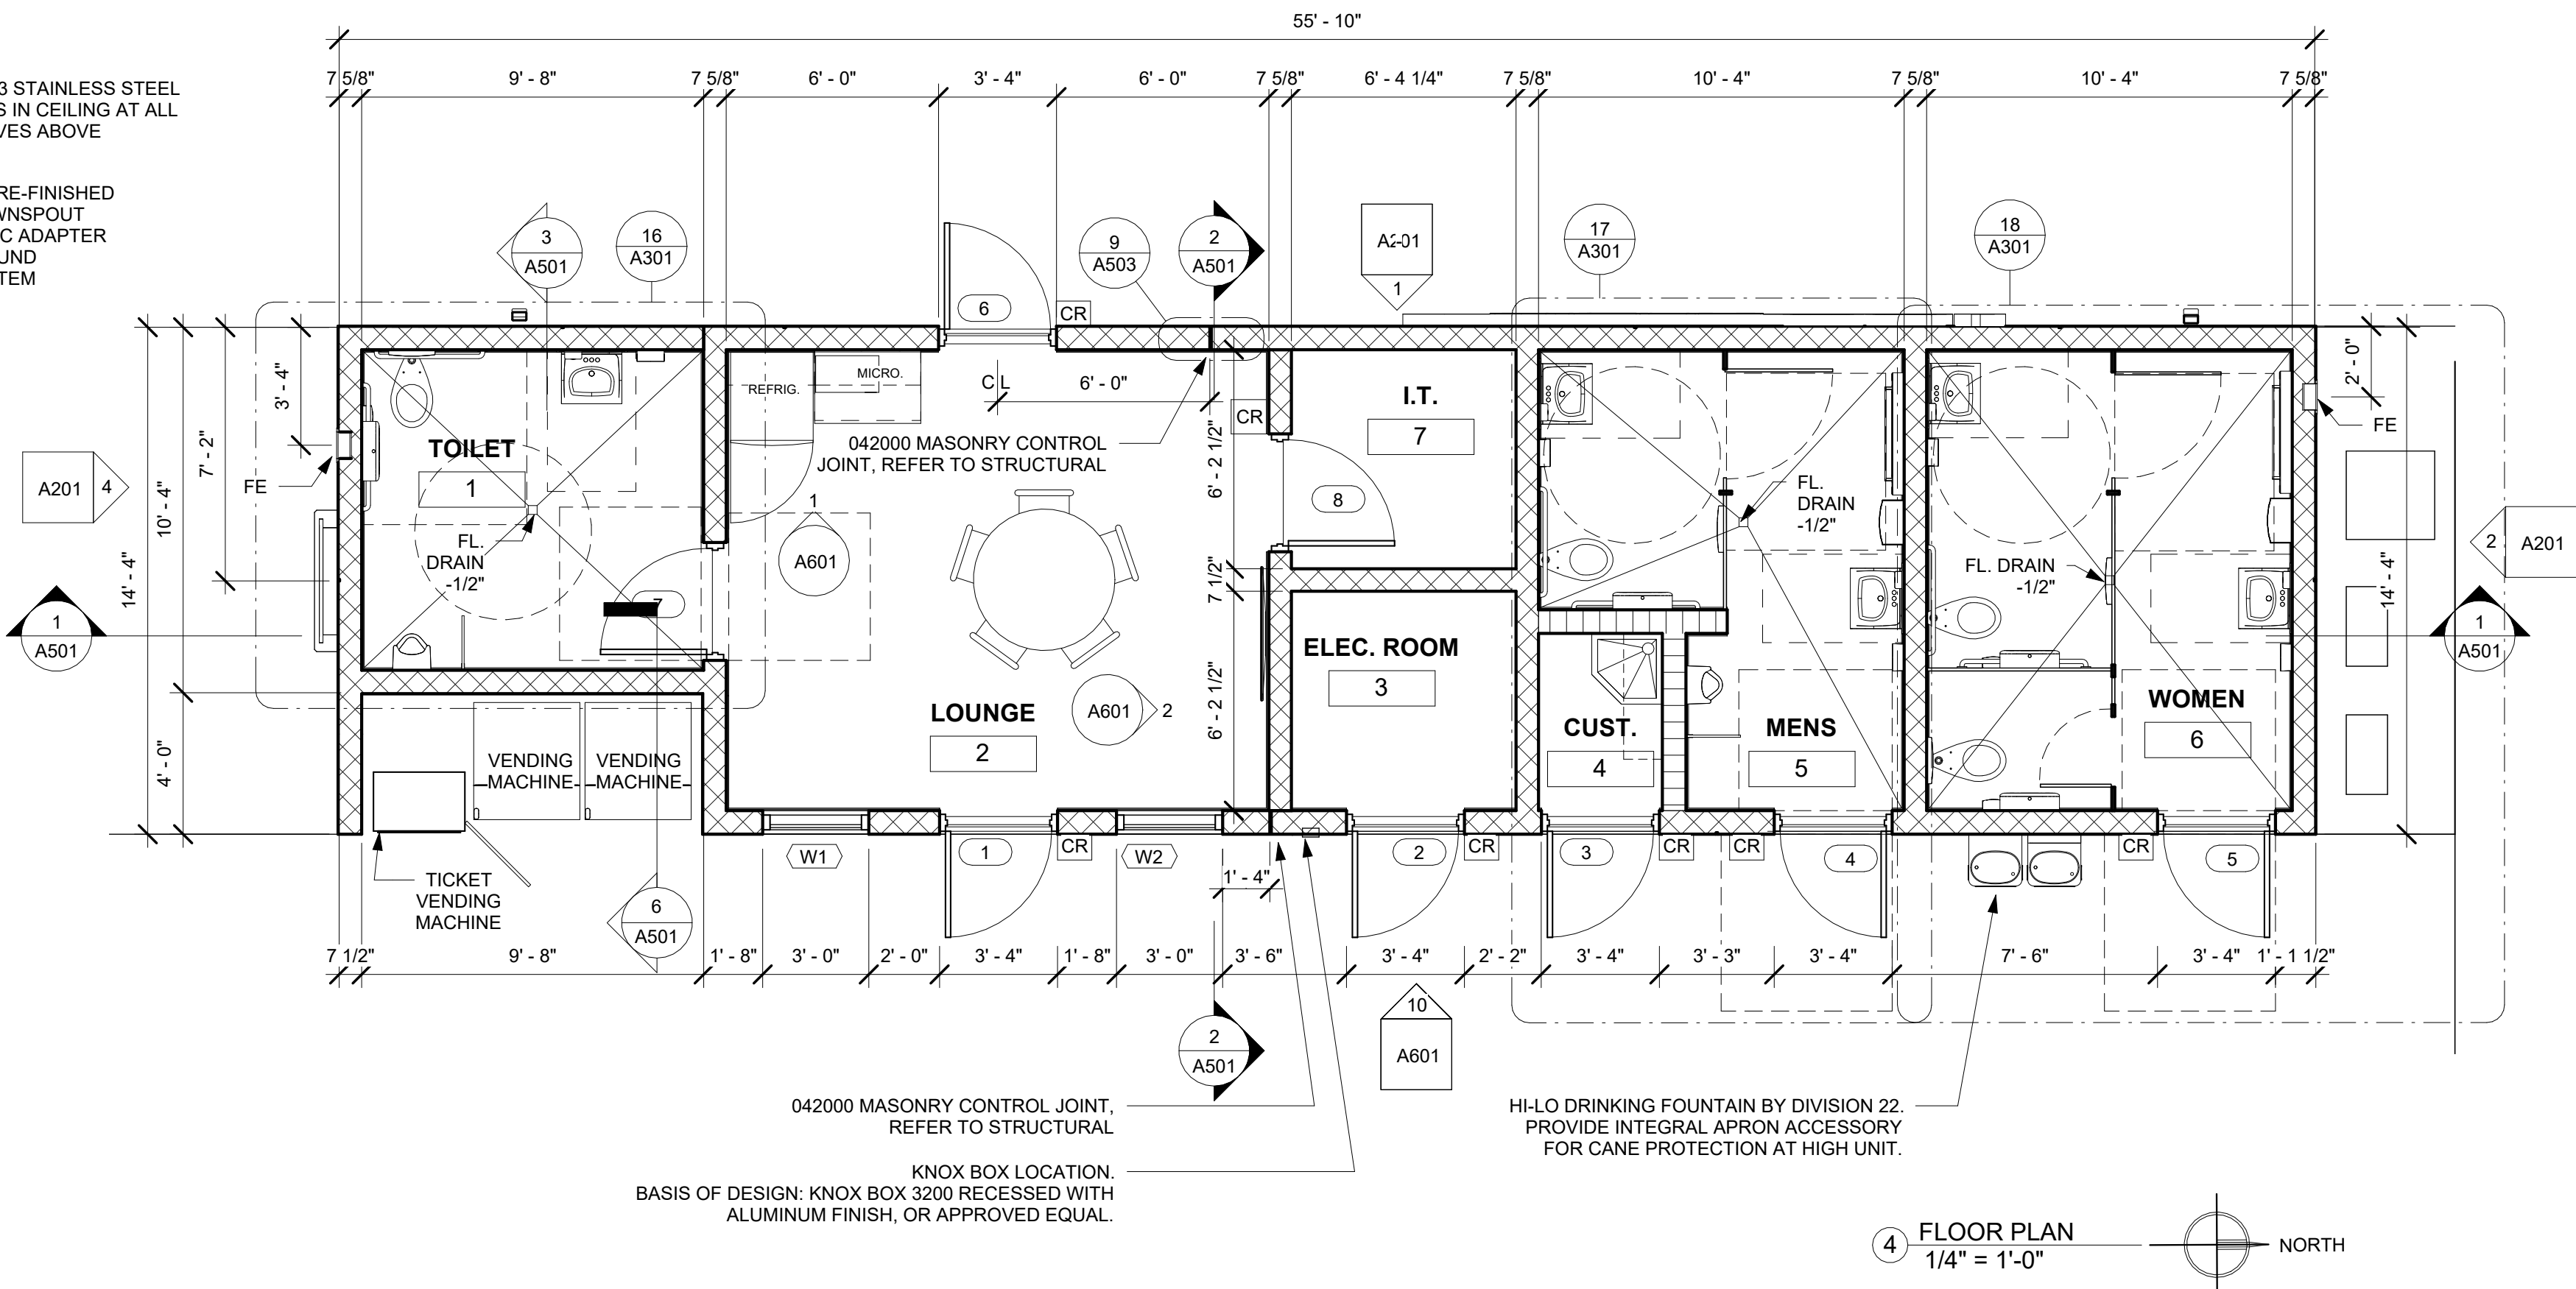 55' - 10"
7 5/8"
9' - 8"
7 5/8"
6' - 0"
3' - 4"
6' - 0"
7 5/8"
6' - 4 1/4"
7 5/8"
10' - 4"
7 5/8"
10' - 4"
7 5/8"
3 STAINLESS STEEL
S IN CEILING AT ALL
VES ABOVE
RE-FINISHED
WNSPOUT
C ADAPTER
UND
TEM
3
A501
16
A301
9
A503
2
A501
1
17
A301
18
A301
6
CR
3' - 4"
7' - 2"
10' - 4"
14' - 4"
4' - 0"
2' - 0"
14' - 4"
REFRIG.
MICRO.
C L
6' - 0"
CR
042000 MASONRY CONTROL
JOINT, REFER TO STRUCTURAL
6' - 2 1/2"
7 1/2"
6' - 2 1/2"
I.T.
7
8
TOILET
1
FL.
DRAIN
-1/2"
7
1
A601
FE
A201
4
1
A501
FL.
DRAIN
-1/2"
FL. DRAIN
-1/2"
FE
2
A201
1
A501
ELEC. ROOM
3
LOUNGE
2
A601
2
CUST.
4
MENS
5
WOMEN
6
VENDING
MACHINE
VENDING
MACHINE
TICKET
VENDING
MACHINE
W1
1
CR
W2
1' - 4"
2
CR
3
CR
CR
4
CR
5
6
A501
7 1/2"
9' - 8"
1' - 8"
3' - 0"
2' - 0"
3' - 4"
1' - 8"
3' - 0"
3' - 6"
3' - 4"
2' - 2"
3' - 4"
3' - 3"
3' - 4"
7' - 6"
3' - 4"
1' - 1 1/2"
2
A501
10
A601
042000 MASONRY CONTROL JOINT,
REFER TO STRUCTURAL
KNOX BOX LOCATION.
BASIS OF DESIGN: KNOX BOX 3200 RECESSED WITH
ALUMINUM FINISH, OR APPROVED EQUAL.
HI-LO DRINKING FOUNTAIN BY DIVISION 22.
PROVIDE INTEGRAL APRON ACCESSORY
FOR CANE PROTECTION AT HIGH UNIT.
4
FLOOR PLAN
1/4" = 1'-0"
NORTH